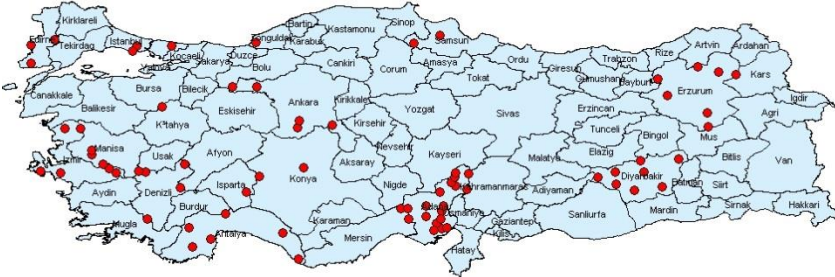 Kirklareli
Edirne
Tekirdag
Istanbul
Kocaeli
Yalova
Sakarya
Duzce
Zonguldak
Bartin
Karabuk
Kastamonu
Sinop
Samsun
Bolu
Cankiri
Corum
Amasya
Tokat
Ordu
Giresun
Gumushane
Trabzon
Rize
Artvin
Ardahan
Kars
Bayburt
Erzurum
Igdir
Agri
Canakkale
Balikesir
Bursa
Bilecik
Eskisehir
Ankara
Kirikkale
Kirsehir
Yozgat
Sivas
Erzincan
Tunceli
Bingol
Mus
Bitlis
Van
Manisa
Izmir
Usak
Afyon
Aydin
Denizli
Isparta
Burdur
Mugla
Antalya
Konya
Aksaray
Nevsehir
Nigde
Kayseri
Malatya
Elazig
Diyarbakir
Batman
Siirt
Sirnak
Hakkari
Mardin
Sanliurfa
Adiyaman
Gaziantep
Kilis
Hatay
Osmaniye
Adana
Mersin
Karaman